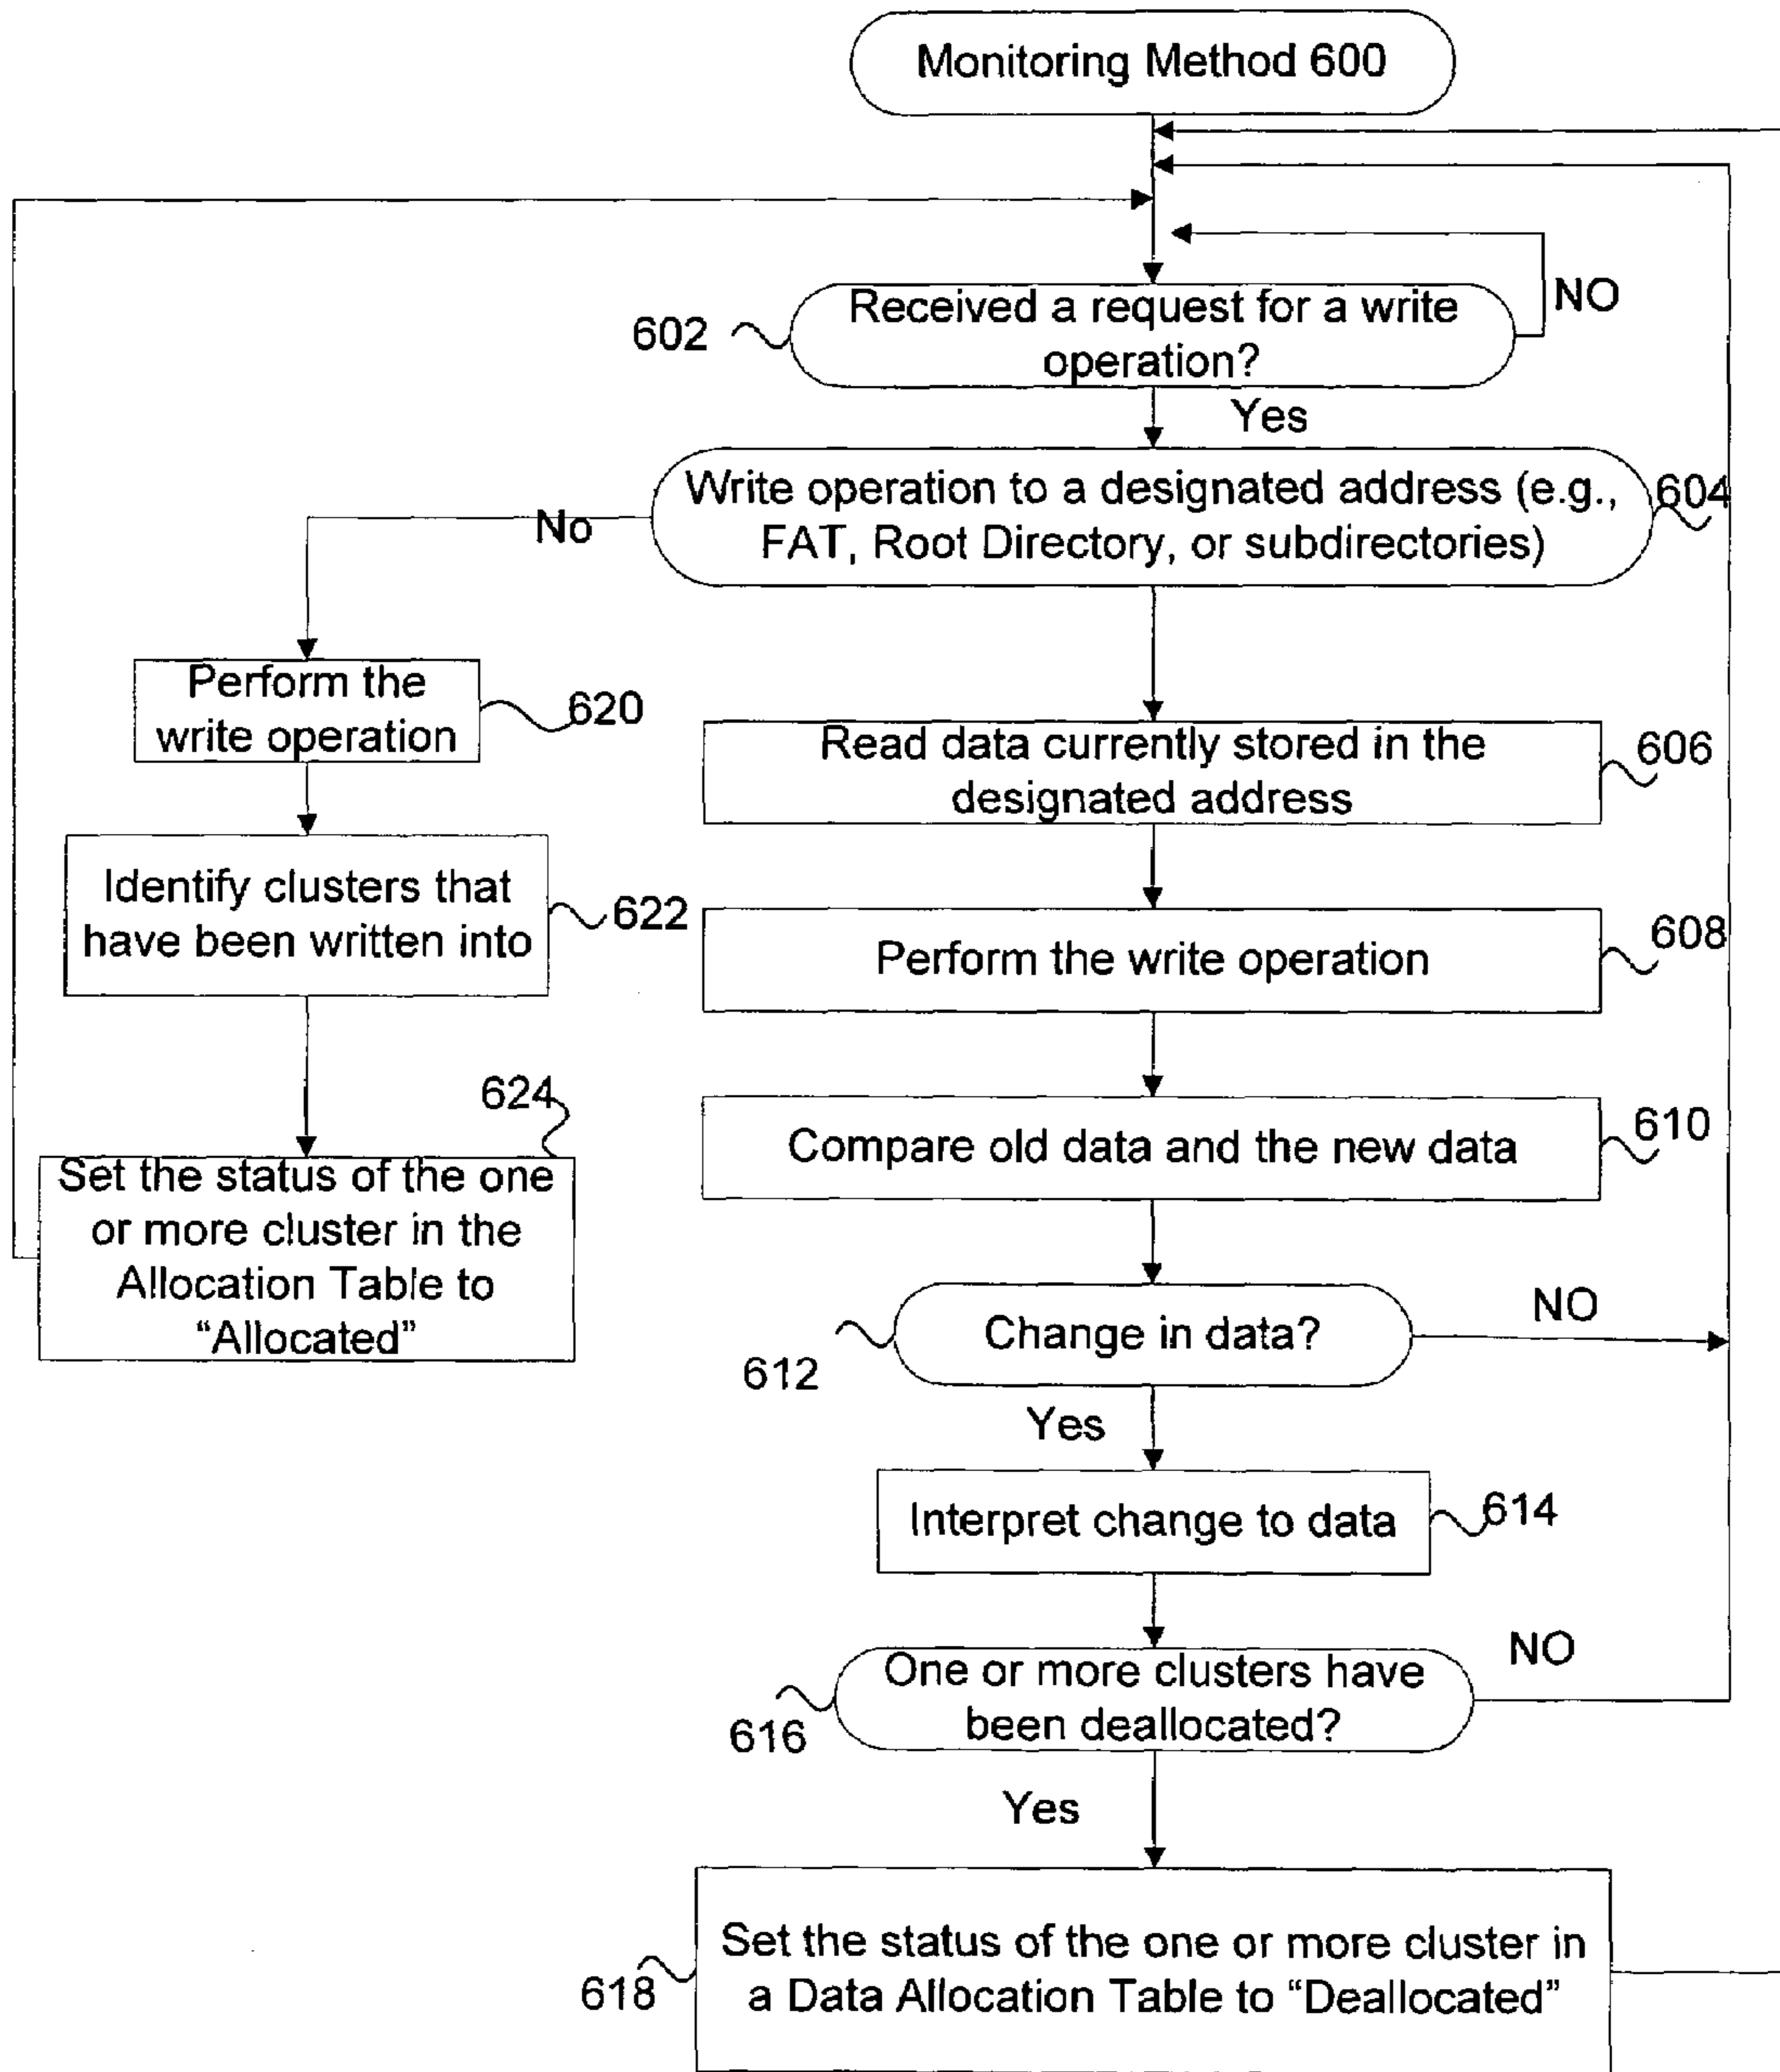 Monitoring Method 600
Received a request for a write
operation?
602
NO
Yes
Write operation to a designated address (e.g.,
FAT, Root Directory, or subdirectories)
604
No
Perform the
write operation
620
Read data currently stored in the
designated address
606
Identify clusters that
have been written into
622
Perform the write operation
608
624
Set the status of the one
or more cluster in the
Allocation Table to
“Allocated”
Compare old data and the new data
610
Change in data?
612
NO
Yes
Interpret change to data
614
One or more clusters have
been deallocated?
616
NO
Yes
Set the status of the one or more cluster in
a Data Allocation Table to “Deallocated”
618